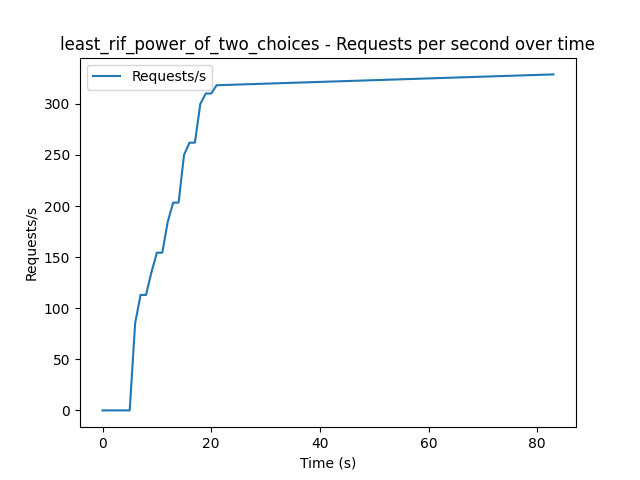 least_rif_power_of_two_choices - Requests per second over time
Requests/s
300
250
200
150
100
50
0
Requests/s
0 20 40 60 80
Time (s)